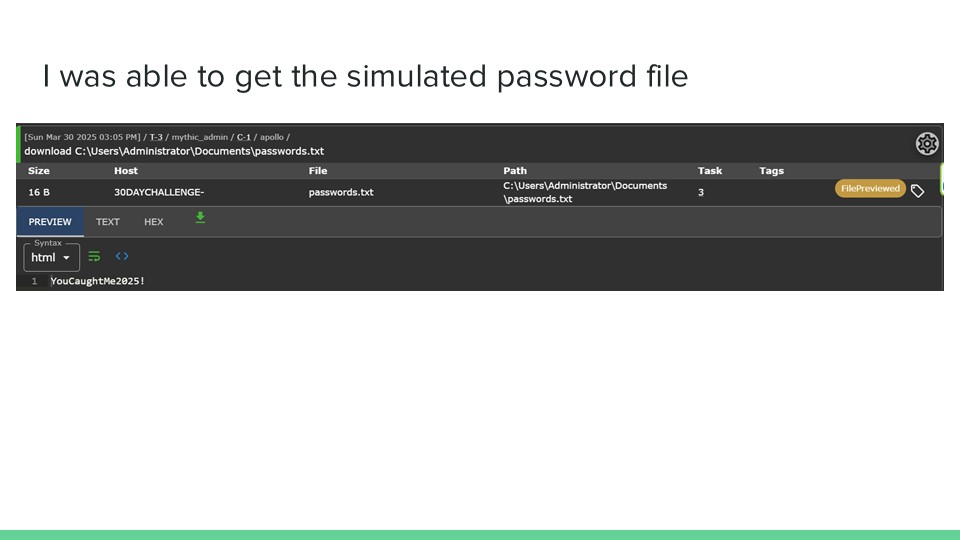 I was able to get the simulated password file
[Sun Mar 30 2025 03:05 PM] / T-3 / mythic_admin / C-1 / apollo /
download C:\Users\Administrator\Documents\passwords.txt
Size Host File Path Task Tags
16 B 30DAYCHALLENGE- passwords.txt C:\Users\Administrator\Documents 3 FilePreviewed
\passwords.txt
PREVIEW TEXT HEX
Syntax
html
1 YouCaughtMe2025!